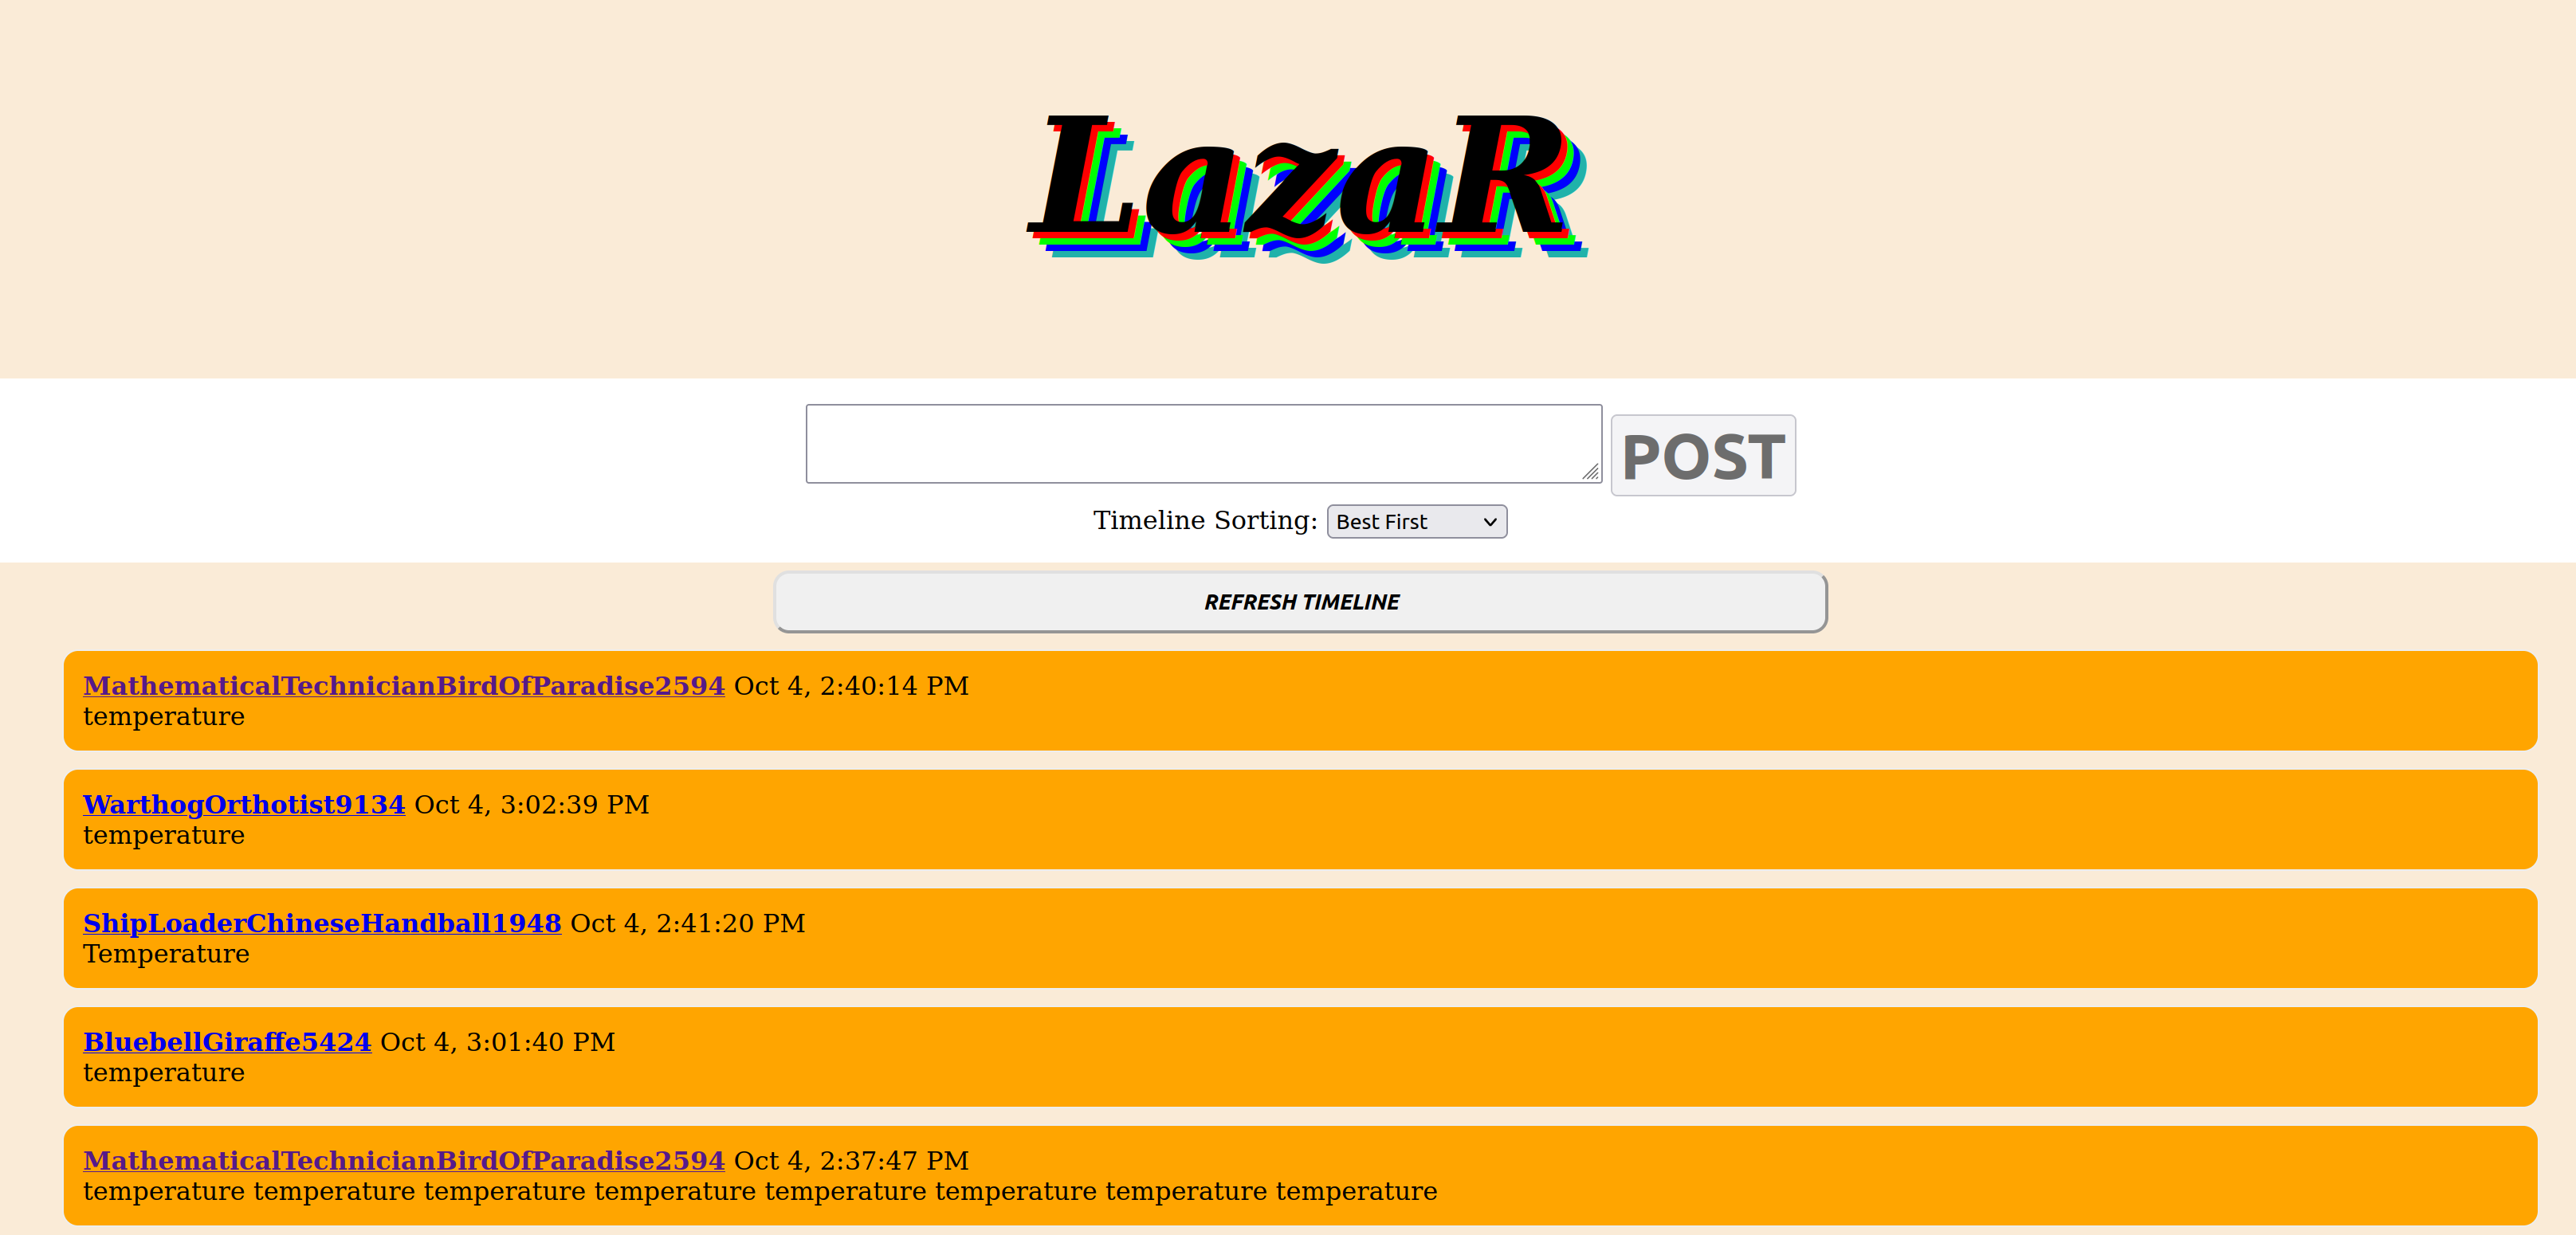 LazaR
POST
Timeline Sorting: Best First
REFRESH TIMELINE
MathematicalTechnicianBirdOfParadise2594 Oct 4, 2:40:14 PM
temperature
WarthogOrthotist9134 Oct 4, 3:02:39 PM
temperature
ShipLoaderChineseHandball1948 Oct 4, 2:41:20 PM
Temperature
BluebellGiraffe5424 Oct 4, 3:01:40 PM
temperature
MathematicalTechnicianBirdOfParadise2594 Oct 4, 2:37:47 PM
temperature temperature temperature temperature temperature temperature temperature temperature